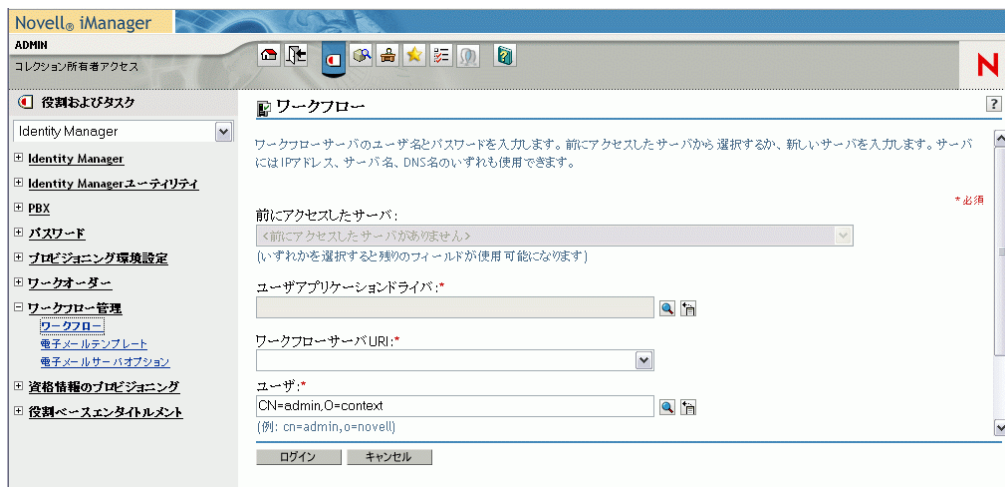 Novell® iManager
ADMIN
コレクション所有者アクセス
N
役割およびタスク
Identity Manager
Identity Manager
Identity Managerユーティリティ
PBX
パスワード
プロビジョニング環境設定
ワークオーダー
ワークフロー管理
ワークフロー
電子メールテンプレート
電子メールサーバオプション
資格情報のプロビジョニング
役割ベースエンタイトルメント
ワークフロー
?
ワークフローサーバのユーザ名とパスワードを入力します。前にアクセスしたサーバから選択するか、新しいサーバを入力します。サーバ
にはIPアドレス、サーバ名、DNS名のいずれも使用できます。
*必須
前にアクセスしたサーバ:
<前にアクセスしたサーバがありません>
(いずれかを選択すると残りのフィールドが使用可能になります)
ユーザアプリケーションドライバ:*
ワークフローサーバURI:*
ユーザ:*
CN=admin,O=context
(例: cn=admin,o=novell)
ログイン
キャンセル